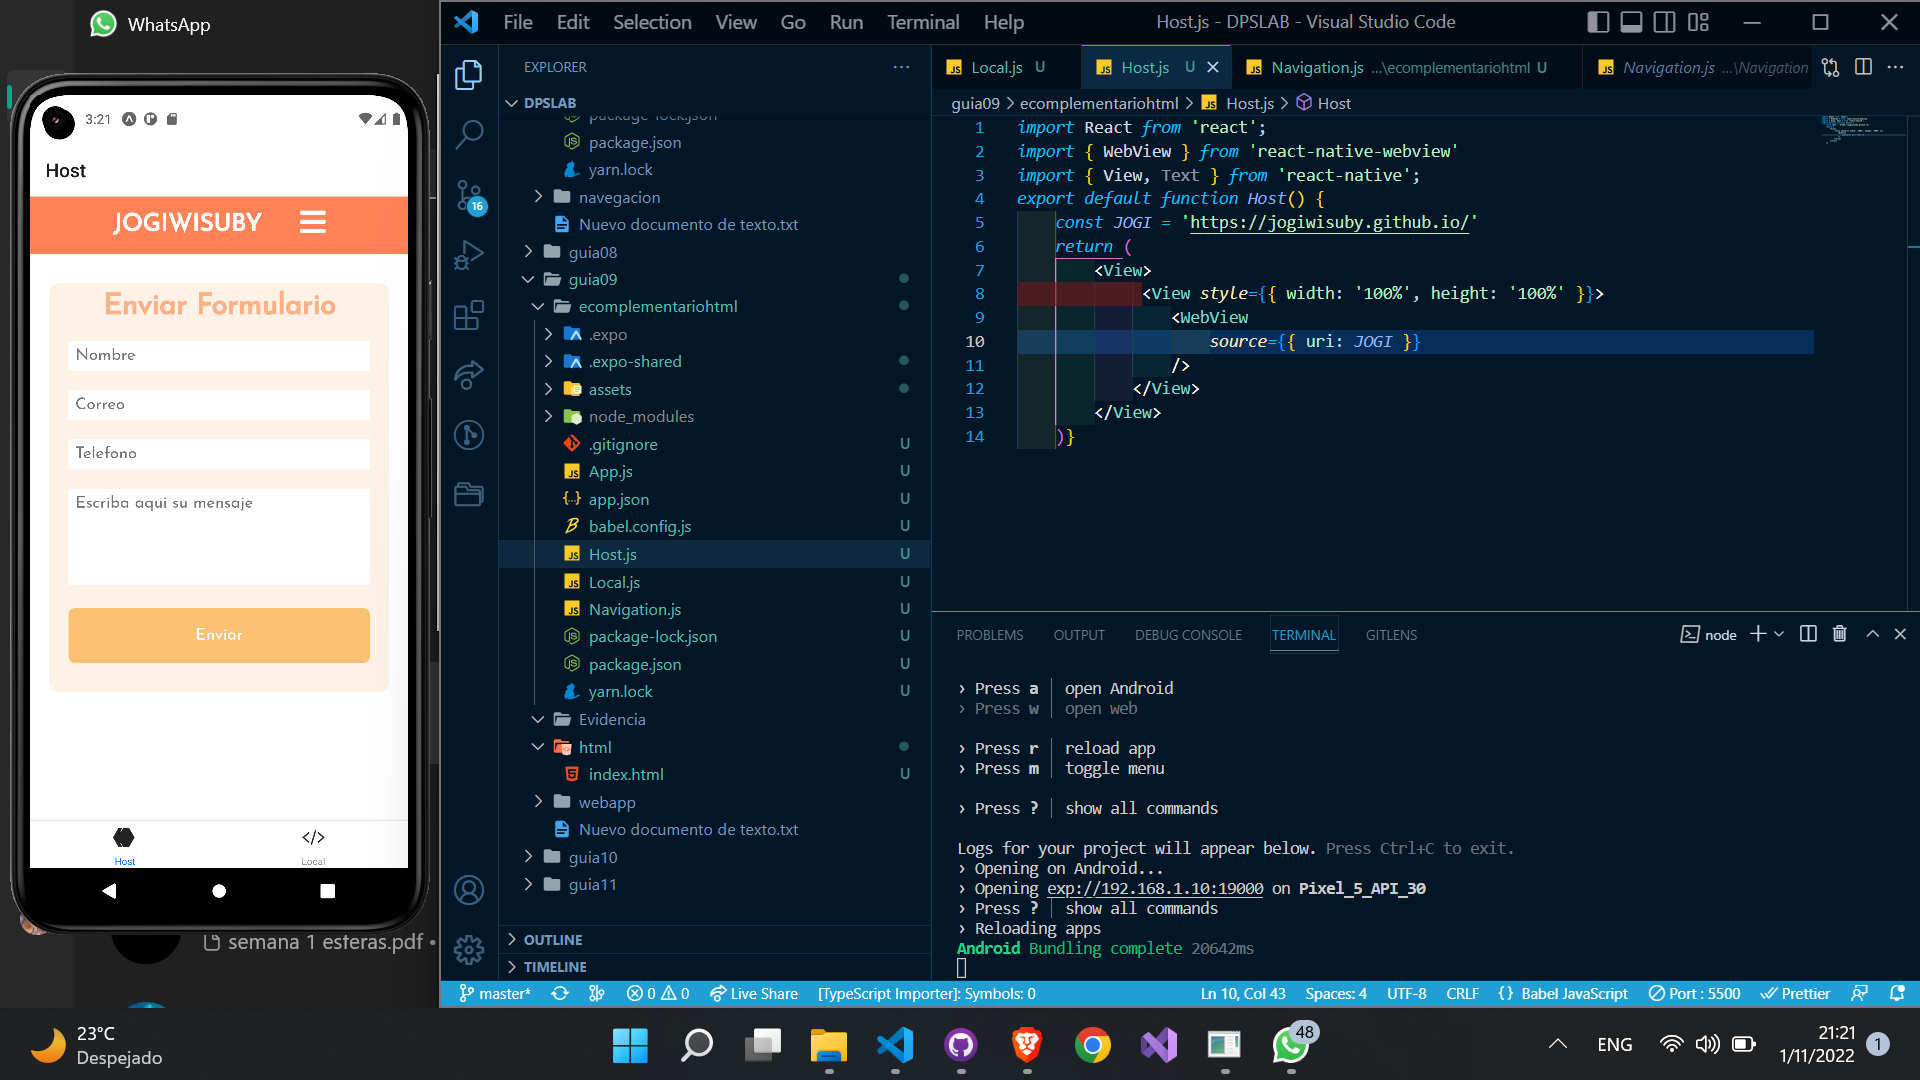 WhatsApp
3:21
Host
JOGIWISUBY
Enviar Formulario
Nombre
Correo
Telefono
Escriba aqui su mensaje
Enviar
Host
Local
semana 1 esferas.pdf •
File Edit Selection View Go Run Terminal Help
Host.js - DPSLAB - Visual Studio Code
EXPLORER
DPSLAB
package-lock.json
package.json
yarn.lock
navegacion
Nuevo documento de texto.txt
guia08
guia09
ecomplementariohtml
.expo
.expo-shared
assets
node_modules
.gitignore U
App.js U
app.json U
babel.config.js U
Host.js U
Local.js U
Navigation.js U
package-lock.json U
package.json U
yarn.lock U
Evidencia
html
index.html U
webapp
Nuevo documento de texto.txt
guia10
guia11
OUTLINE
TIMELINE
16
Local.js U
Host.js U
Navigation.js ...\ecomplementariohtml U
Navigation.js ...\Navigation
guia09 > ecomplementariohtml > Host.js > Host
1 import React from 'react';
2 import { WebView } from 'react-native-webview'
3 import { View, Text } from 'react-native';
4 export default function Host() {
5 const JOGI = 'https://jogiwisuby.github.io/'
6 return (
7 <View>
8 <View style={{ width: '100%', height: '100%' }}>
9 <WebView
10 source={{ uri: JOGI }}
11 />
12 </View>
13 </View>
14 )}
PROBLEMS OUTPUT DEBUG CONSOLE TERMINAL GITLENS
node
› Press a │ open Android
› Press w │ open web
› Press r │ reload app
› Press m │ toggle menu
› Press ? │ show all commands
Logs for your project will appear below. Press Ctrl+C to exit.
› Opening on Android...
› Opening exp://192.168.1.10:19000 on Pixel_5_API_30
› Press ? │ show all commands
› Reloading apps
Android Bundling complete 20642ms
master* 0 0 Live Share [TypeScript Importer]: Symbols: 0
Ln 10, Col 43 Spaces: 4 UTF-8 CRLF {} Babel JavaScript Port : 5500 Prettier
23°C
Despejado
48
ENG
21:21
1/11/2022
1